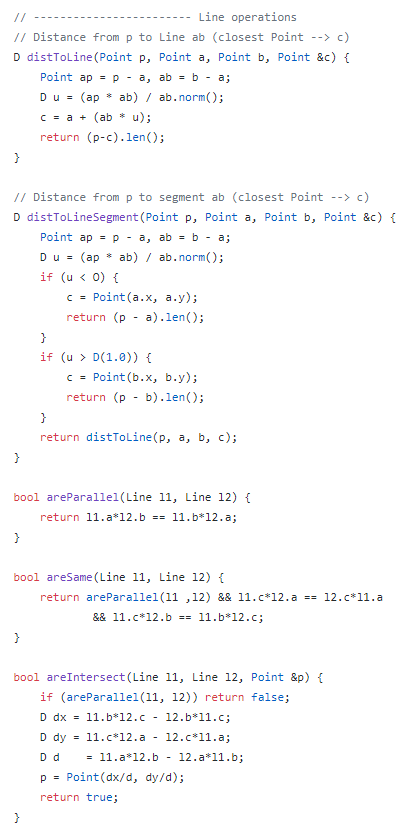 // ----------------------- Line operations
// Distance from p to Line ab (closest Point --> c)
D distToLine(Point p, Point a, Point b, Point &c) {
    Point ap = p - a, ab = b - a;
    D u = (ap * ab) / ab.norm();
    c = a + (ab * u);
    return (p-c).len();
}

// Distance from p to segment ab (closest Point --> c)
D distToLineSegment(Point p, Point a, Point b, Point &c) {
    Point ap = p - a, ab = b - a;
    D u = (ap * ab) / ab.norm();
    if (u < O) {
        c = Point(a.x, a.y);
        return (p - a).len();
    }
    if (u > D(1.0)) {
        c = Point(b.x, b.y);
        return (p - b).len();
    }
    return distToLine(p, a, b, c);
}

bool areParallel(Line l1, Line l2) {
    return l1.a*l2.b == l1.b*l2.a;
}

bool areSame(Line l1, Line l2) {
    return areParallel(l1 ,l2) && l1.c*l2.a == l2.c*l1.a
            && l1.c*l2.b == l1.b*l2.c;
}

bool areIntersect(Line l1, Line l2, Point &p) {
    if (areParallel(l1, l2)) return false;
    D dx = l1.b*l2.c - l2.b*l1.c;
    D dy = l1.c*l2.a - l2.c*l1.a;
    D d    = l1.a*l2.b - l2.a*l1.b;
    p = Point(dx/d, dy/d);
    return true;
}